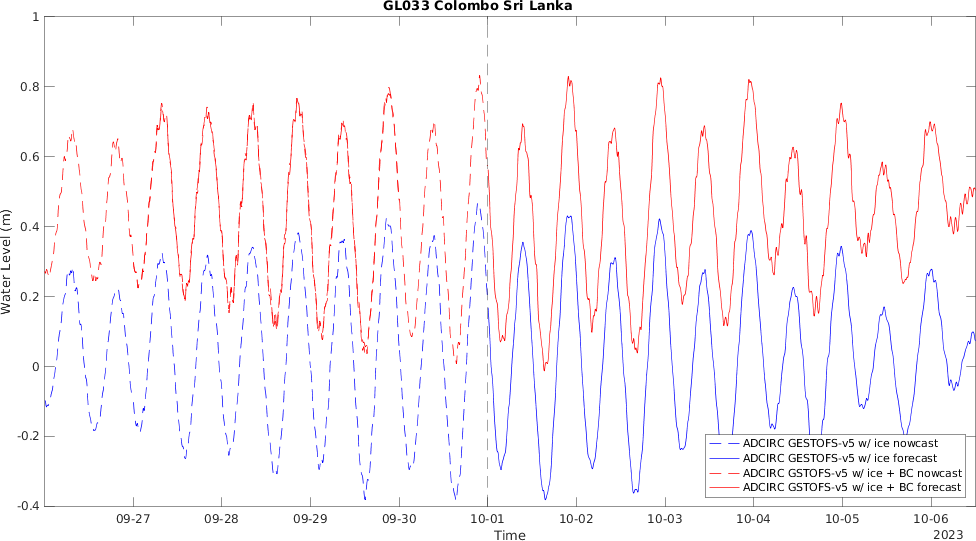 GL033 Colombo Sri Lanka
1
0.8
0.6
0.4
0.2
0
-0.2
-0.4
Water Level (m)
ADCIRC GESTOFS-v5 w/ ice nowcast
ADCIRC GESTOFS-v5 w/ ice forecast
ADCIRC GSTOFS-v5 w/ ice + BC nowcast
ADCIRC GSTOFS-v5 w/ ice + BC forecast
09-27 09-28 09-29 09-30 10-01 10-02 10-03 10-04 10-05 10-06
Time
2023